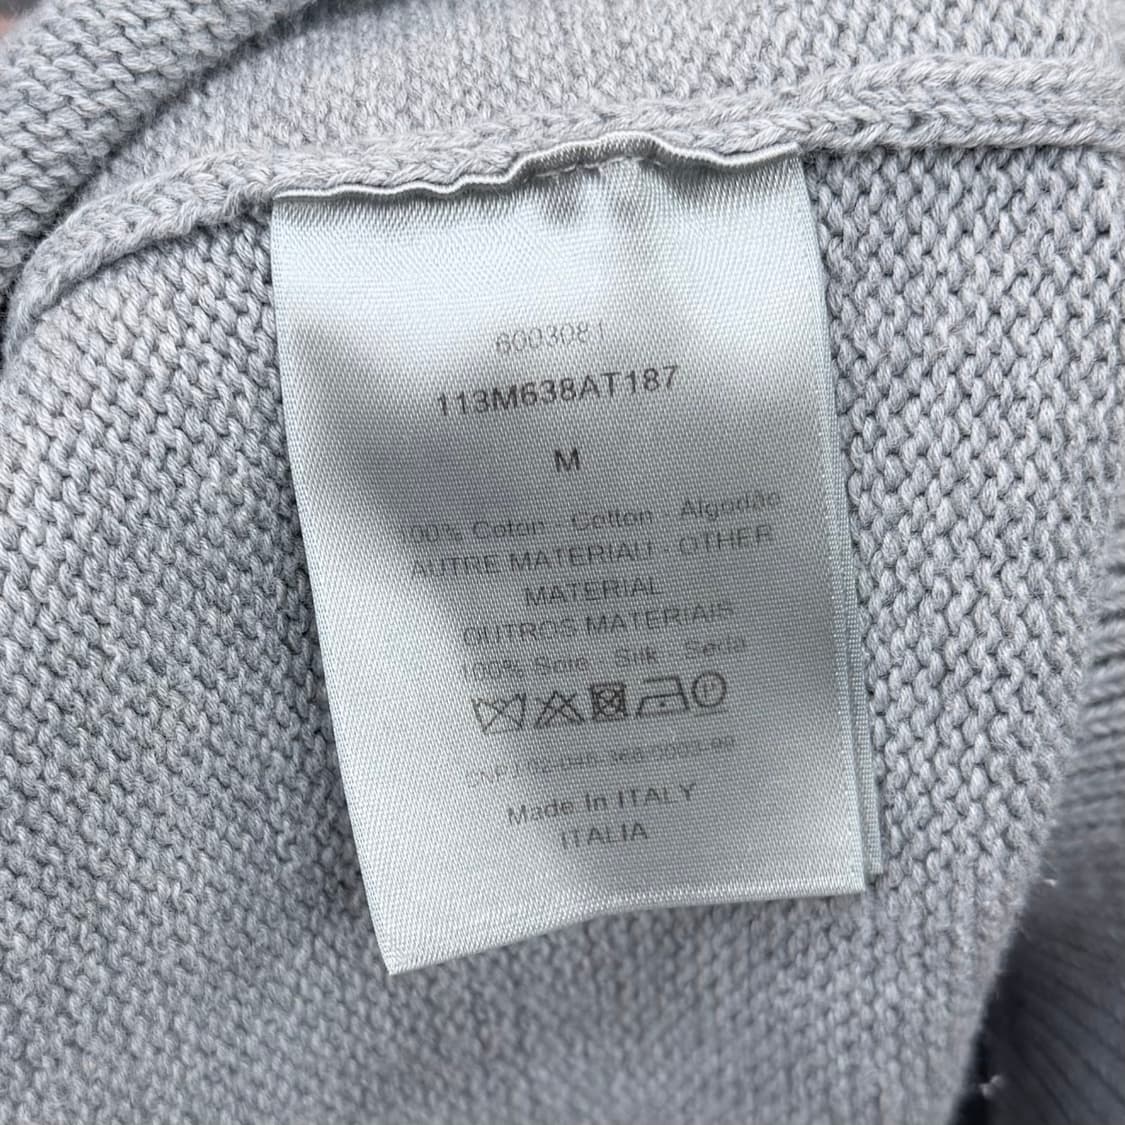 6003081
113M638AT187
M
100% Coton - Cotton - Algodão
AUTRE MATERIAU - OTHER
MATERIAL
OUTROS MATERIAIS
100% Soie - Silk - Seda
CNPJ
Made In ITALY
ITALIA